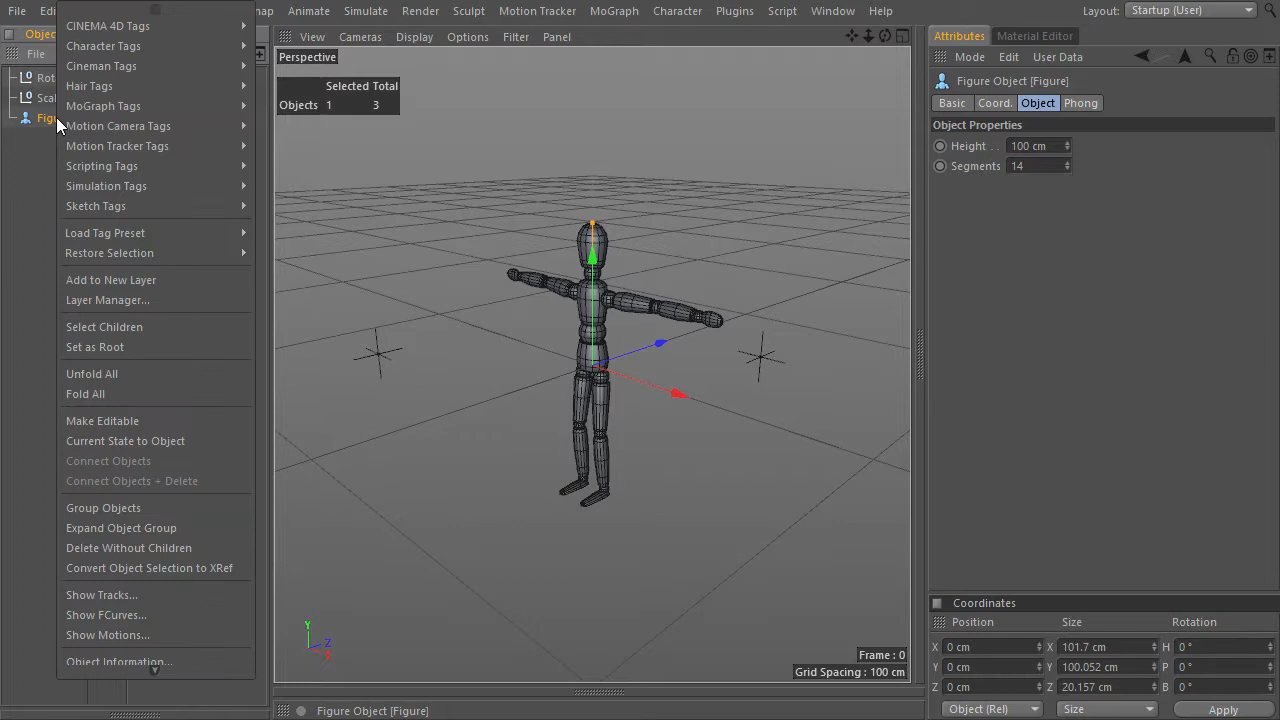 File Ed map Animate Simulate Render Sculpt Motion Tracker MoGraph Character Plugins Script Window Help Layout: Startup (User)
Objec
File
Rot
Scal
Figu
CINEMA 4D Tags
Character Tags
Cineman Tags
Hair Tags
MoGraph Tags
Motion Camera Tags
Motion Tracker Tags
Scripting Tags
Simulation Tags
Sketch Tags
Load Tag Preset
Restore Selection
Add to New Layer
Layer Manager...
Select Children
Set as Root
Unfold All
Fold All
Make Editable
Current State to Object
Connect Objects
Connect Objects + Delete
Group Objects
Expand Object Group
Delete Without Children
Convert Object Selection to XRef
Show Tracks...
Show FCurves...
Show Motions...
Object Information...
View Cameras Display Options Filter Panel
Perspective
Selected Total
Objects 1 3
Y
Z
X
Frame : 0
Grid Spacing : 100 cm
Figure Object [Figure]
Attributes Material Editor
Mode Edit User Data
Figure Object [Figure]
Basic Coord. Object Phong
Object Properties
Height . . 100 cm
Segments 14
Coordinates
Position Size Rotation
X 0 cm X 101.7 cm H 0 °
Y 0 cm Y 100.052 cm P 0 °
Z 0 cm Z 20.157 cm B 0 °
Object (Rel) Size Apply